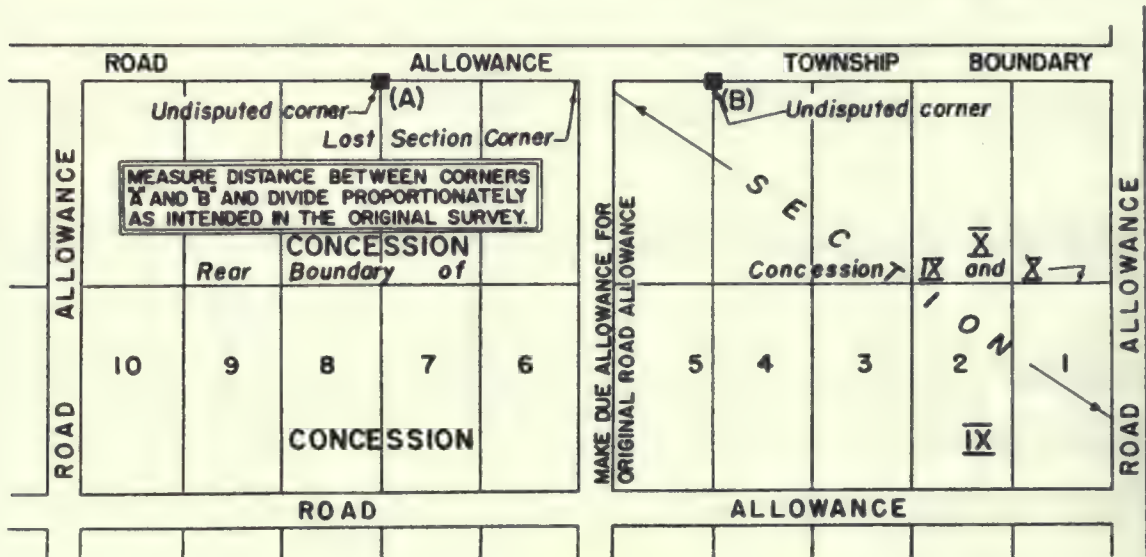 ROAD ALLOWANCE TOWNSHIP BOUNDARY
Undisputed corner (A)
(B) Undisputed corner
Lost Section Corner
MEASURE DISTANCE BETWEEN CORNERS
"A" AND "B" AND DIVIDE PROPORTIONATELY
AS INTENDED IN THE ORIGINAL SURVEY.
CONCESSION X
Rear Boundary of Concession IX and X
SECTION
ROAD ALLOWANCE
MAKE DUE ALLOWANCE FOR
ORIGINAL ROAD ALLOWANCE
ROAD ALLOWANCE
10 9 8 7 6 5 4 3 2 1
CONCESSION IX
ROAD ALLOWANCE